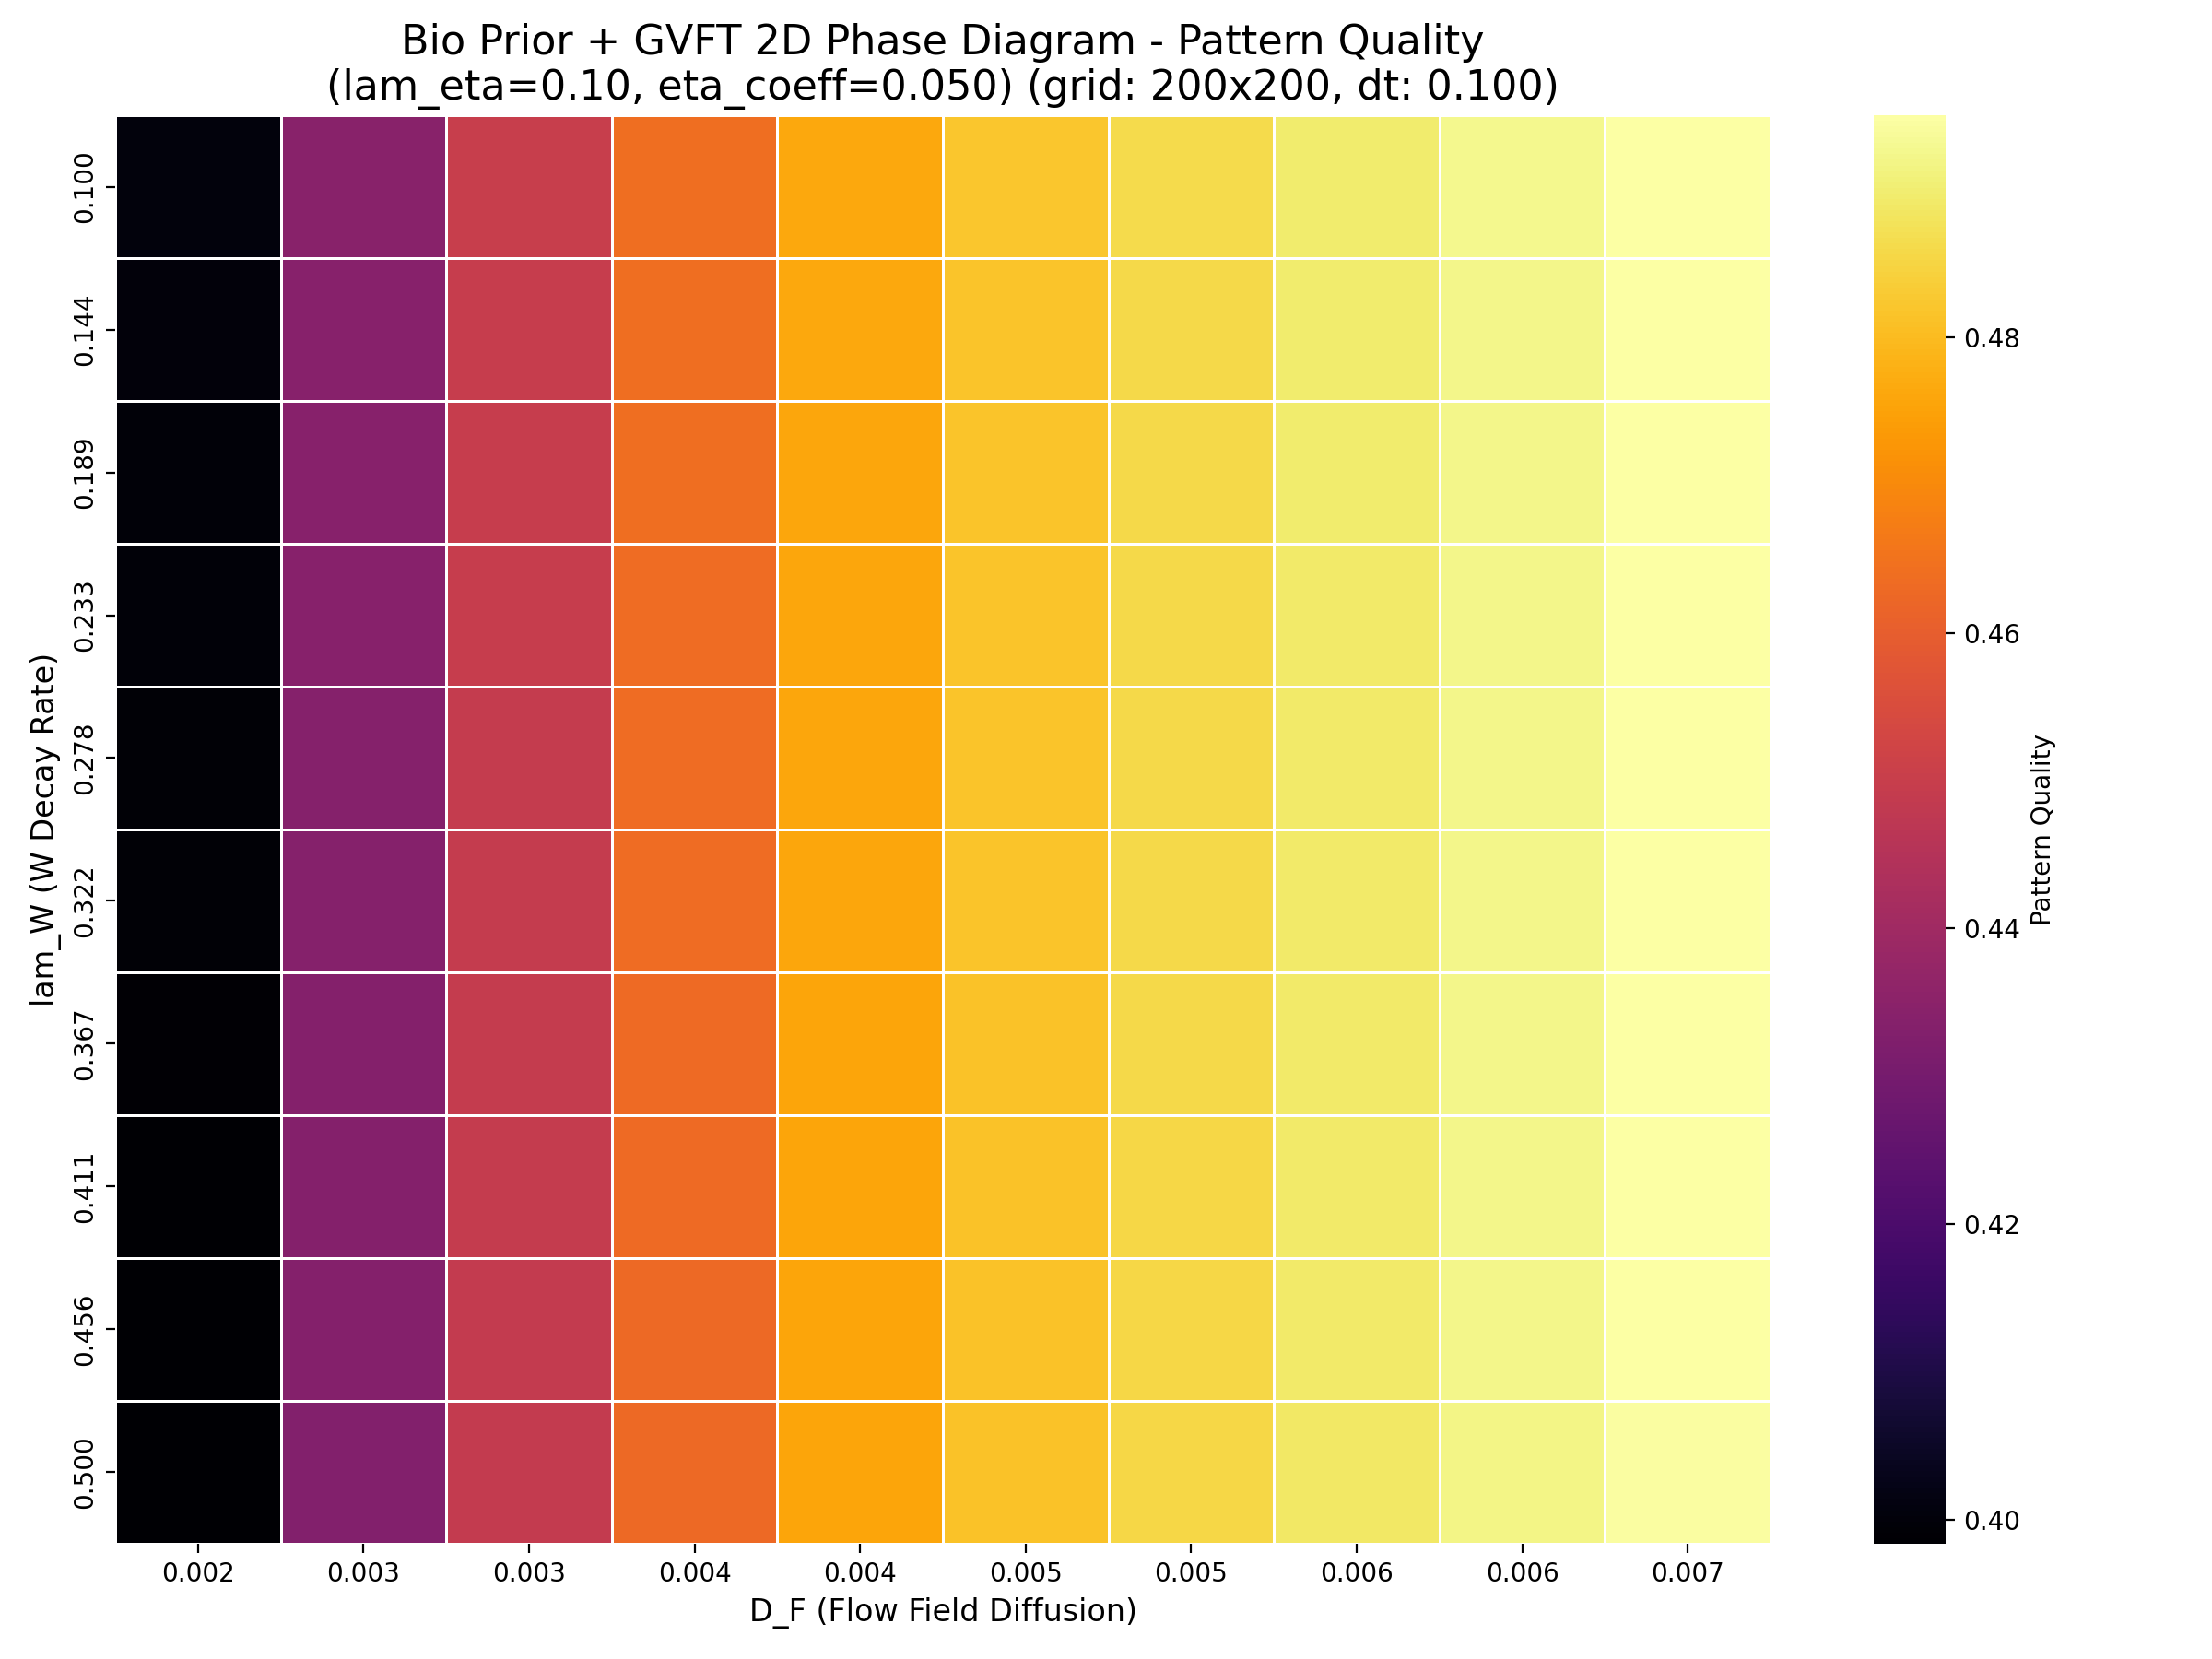 Bio Prior + GVFT 2D Phase Diagram - Pattern Quality
(lam_eta=0.10, eta_coeff=0.050) (grid: 200x200, dt: 0.100)
lam_W (W Decay Rate)
0.100
0.144
0.189
0.233
0.278
0.322
0.367
0.411
0.456
0.500
0.002 0.003 0.003 0.004 0.004 0.005 0.005 0.006 0.006 0.007
D_F (Flow Field Diffusion)
0.48
0.46
0.44
0.42
0.40
Pattern Quality